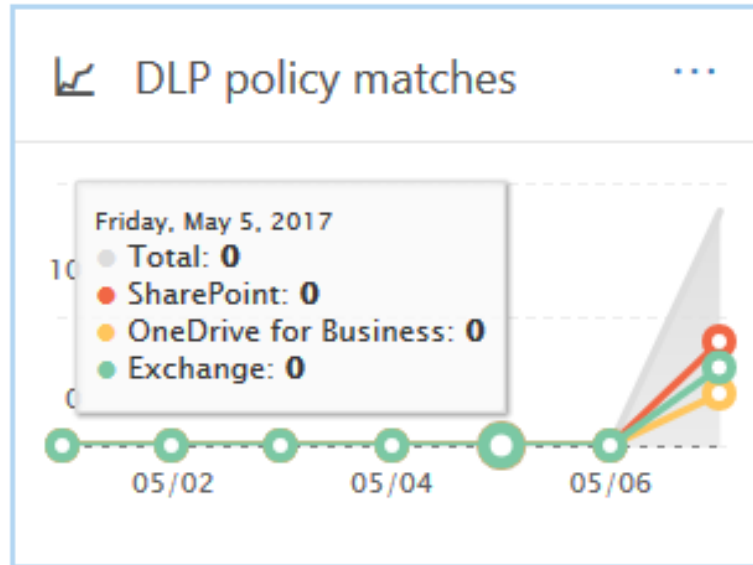 DLP policy matches
Friday, May 5, 2017
Total: 0
SharePoint: 0
OneDrive for Business: 0
Exchange: 0
05/02 05/04 05/06